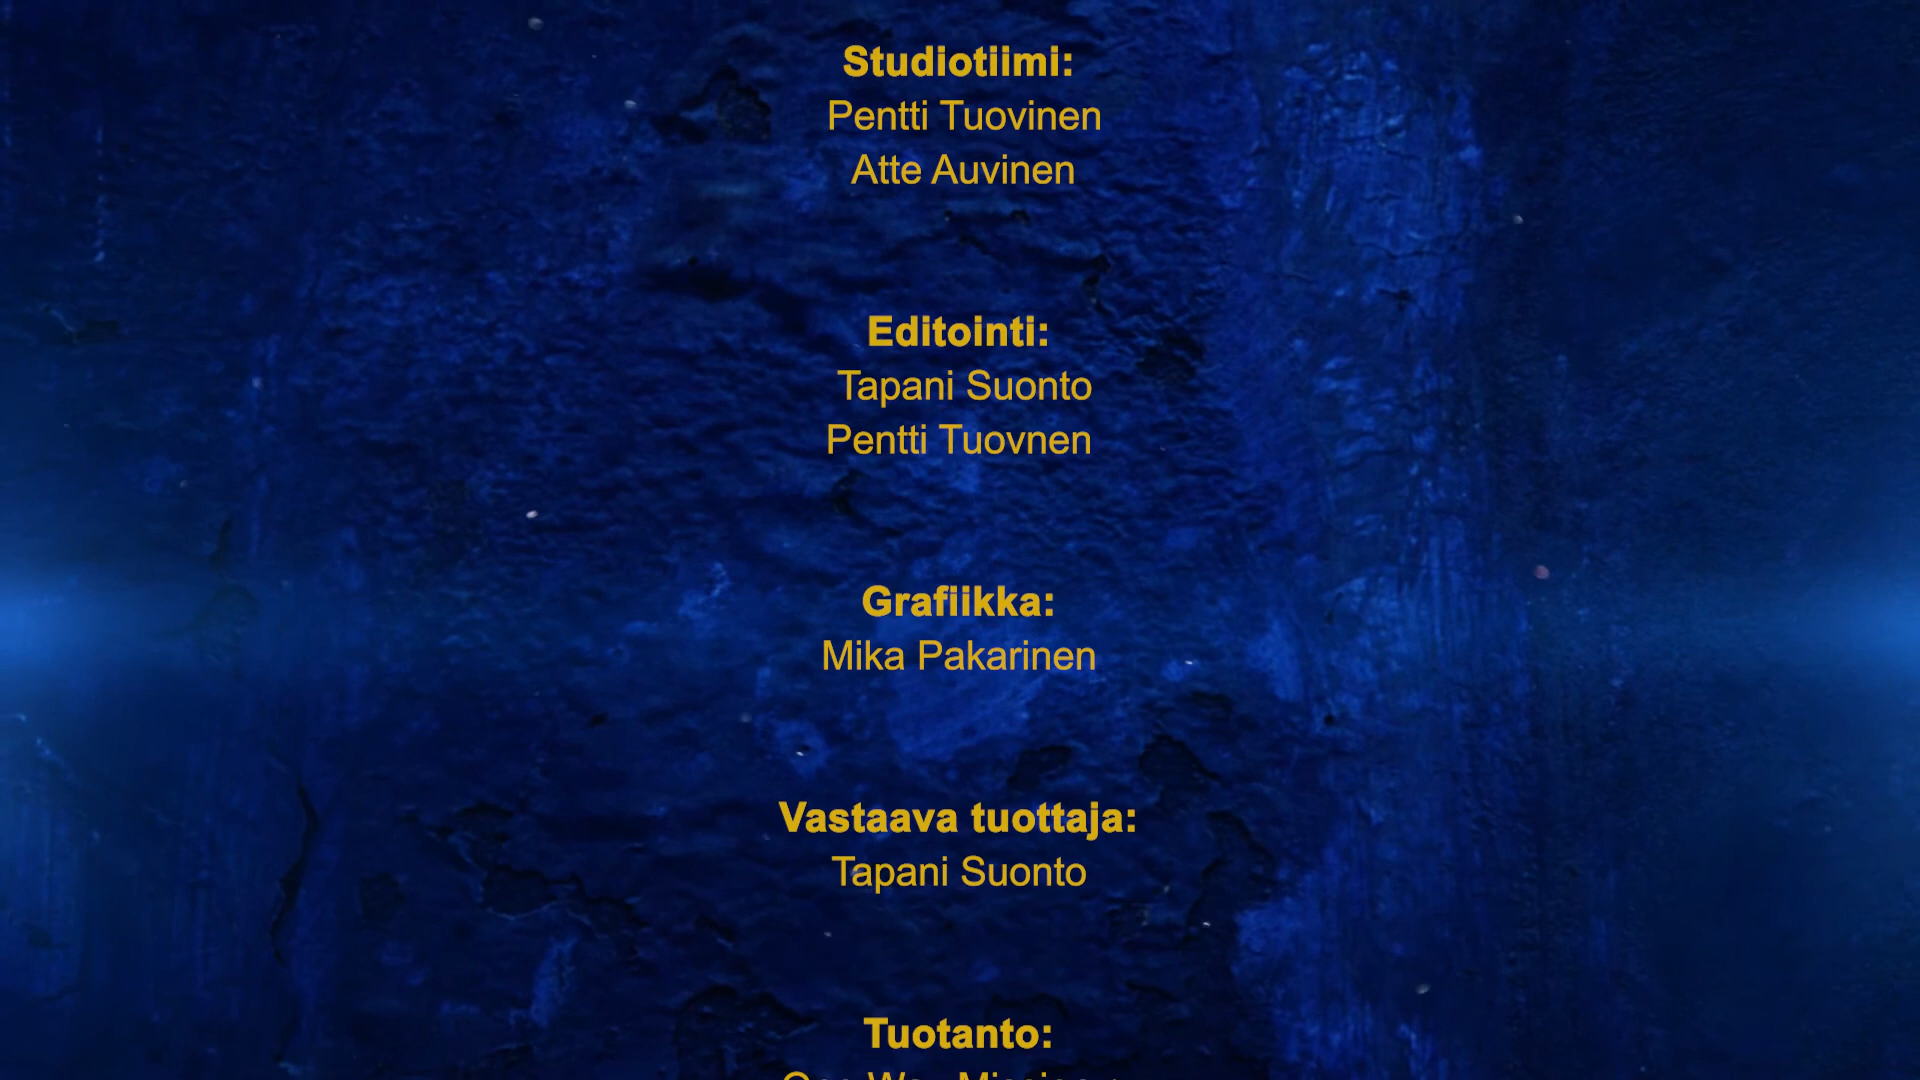 Studiotiimi:
Pentti Tuovinen
Atte Auvinen
Editointi:
Tapani Suonto
Pentti Tuovnen
Grafiikka:
Mika Pakarinen
Vastaava tuottaja:
Tapani Suonto
Tuotanto: